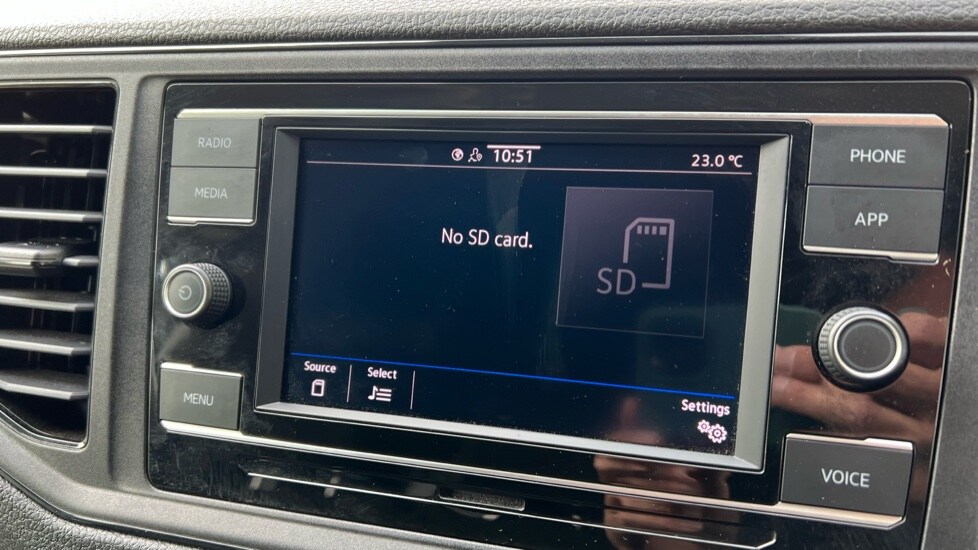 RADIO
MEDIA
MENU
10:51
23.0 °C
No SD card.
SD
Source
Select
Settings
PHONE
APP
VOICE